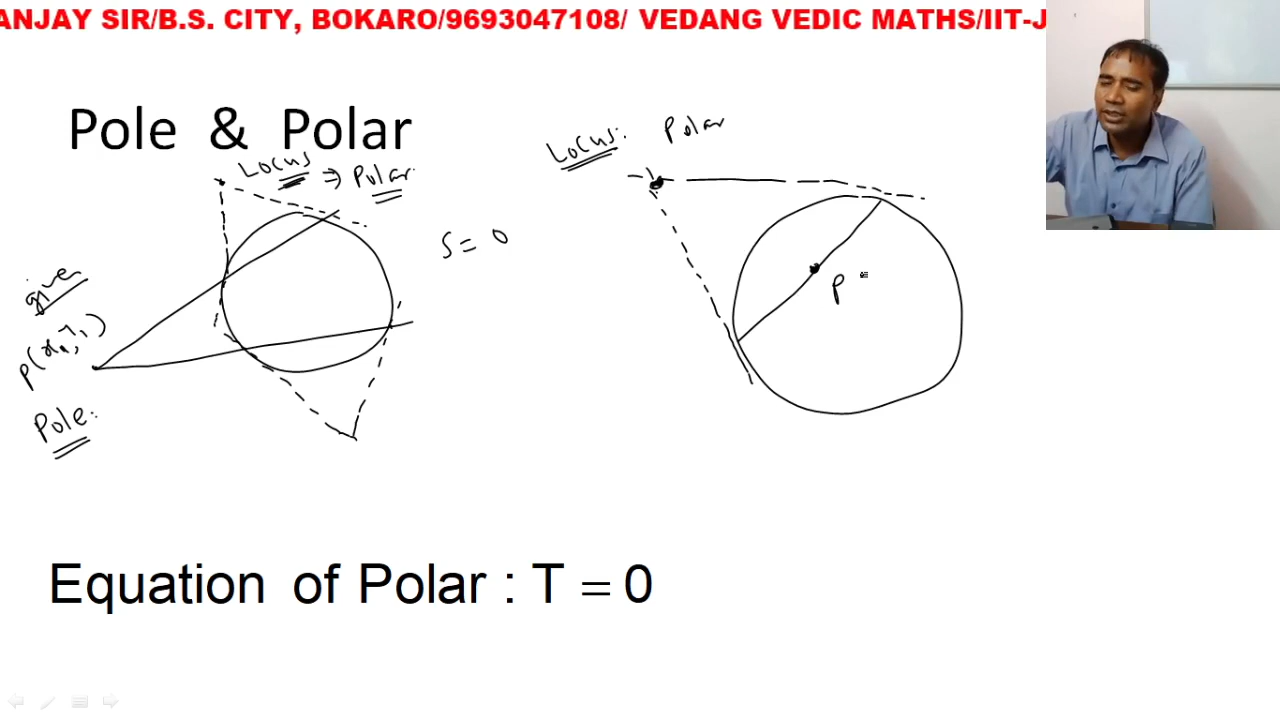 ANJAY SIR/B.S. CITY, BOKARO/9693047108/ VEDANG VEDIC MATHS/IIT-J
Pole & Polar
Locus ⇒ Polar.
given
P(x₁, y₁)
Pole.
S = 0
Locus: Polar
P
Equation of Polar : T = 0